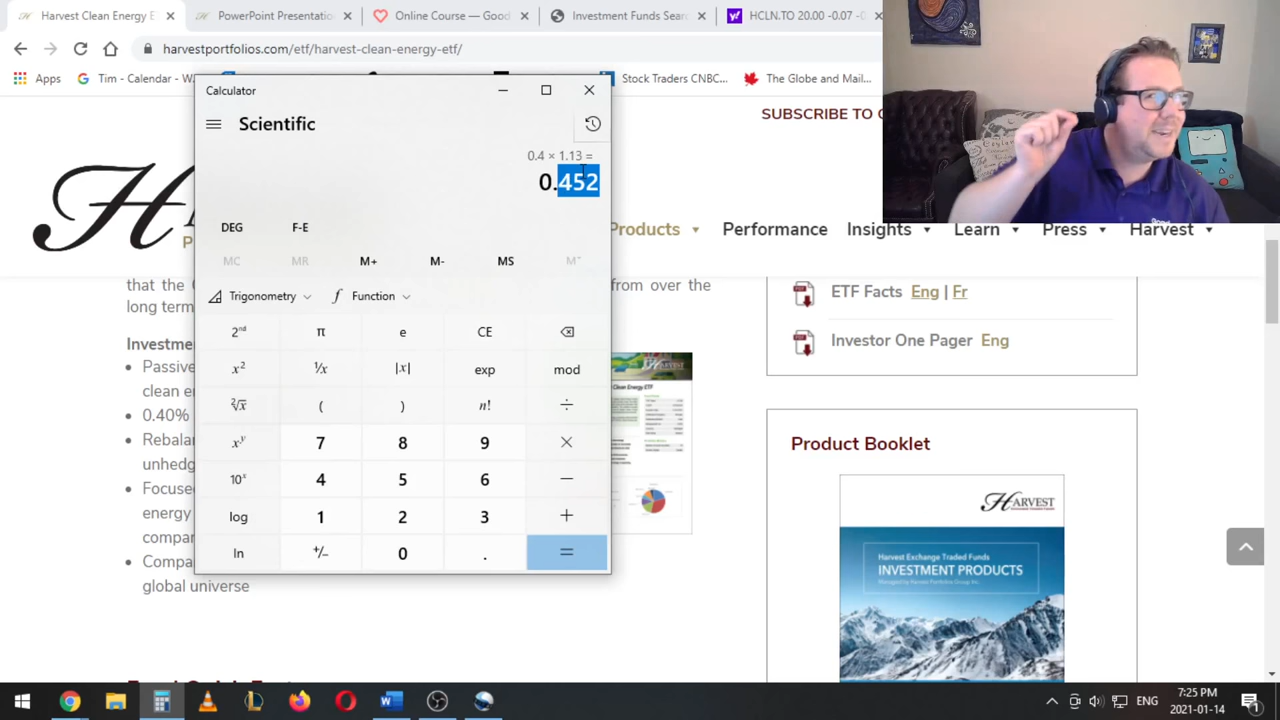 Harvest Clean Energy E
PowerPoint Presentatio
Online Course — Good
Investment Funds Sear
HCLN.TO 20.00 -0.07 -0
harvestportfolios.com/etf/harvest-clean-energy-etf/
Apps
Tim - Calendar - W
Stock Traders CNBC...
The Globe and Mail...
Calculator
Scientific
0.4 × 1.13 =
0.452
DEG
F-E
MC
MR
M+
M-
MS
M˅
Trigonometry
Function
2ⁿᵈ
π
e
CE
x²
¹/x
|x|
exp
mod
²√x
(
)
n!
÷
xʸ
7
8
9
×
10ˣ
4
5
6
−
log
1
2
3
+
ln
+/−
0
.
=
SUBSCRIBE TO
H
P
Products
Performance
Insights
Learn
Press
Harvest
that the
from over the
long term
Investme
Passive
clean en
0.40%
Rebalan
unhedg
Focuse
energy
compan
Compa
global universe
ETF Facts Eng | Fr
Investor One Pager Eng
Product Booklet
HARVEST
Harvest Exchange Traded Funds
INVESTMENT PRODUCTS
ENG
7:25 PM
2021-01-14
1